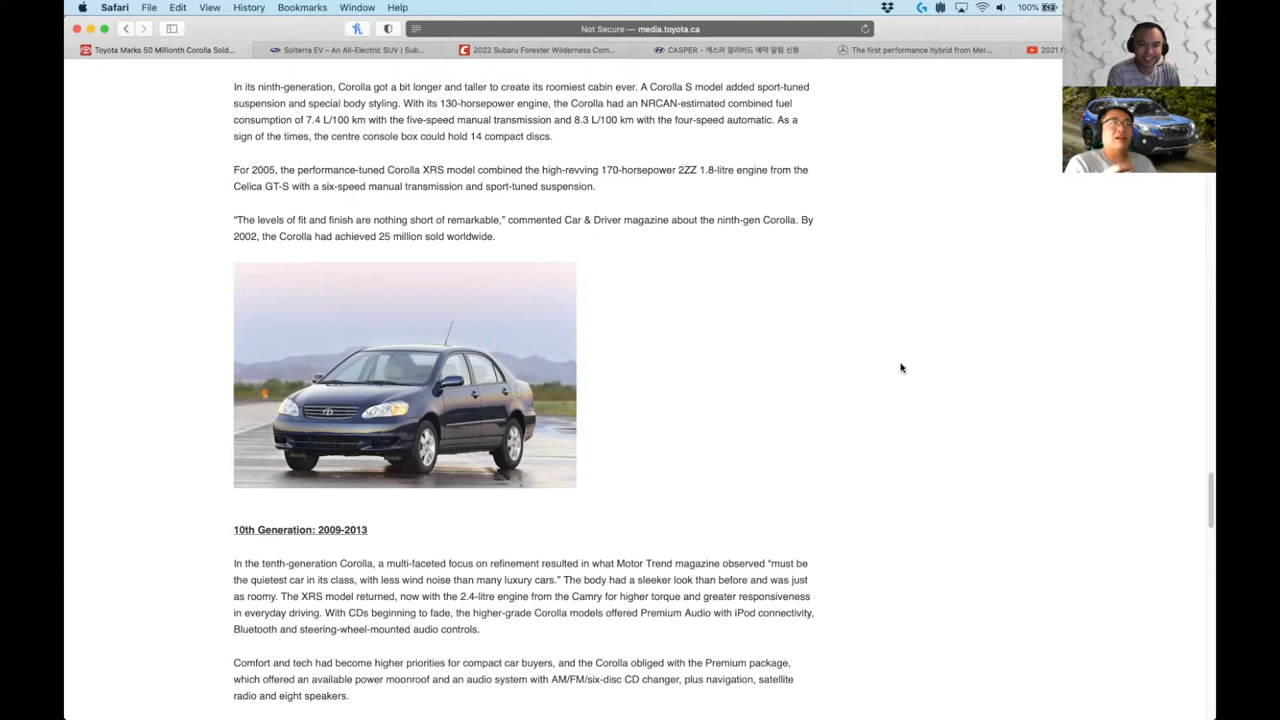 Safari File Edit View History Bookmarks Window Help 100%
Not Secure — media.toyota.ca
Toyota Marks 50 Millionth Corolla Sold... Solterra EV – An All-Electric SUV | Sub... 2022 Subaru Forester Wilderness Com... CASPER - 캐스퍼 얼리버드 예약 알림 신청 The first performance hybrid from Mer... 2021 M
In its ninth-generation, Corolla got a bit longer and taller to create its roomiest cabin ever. A Corolla S model added sport-tuned
suspension and special body styling. With its 130-horsepower engine, the Corolla had an NRCAN-estimated combined fuel
consumption of 7.4 L/100 km with the five-speed manual transmission and 8.3 L/100 km with the four-speed automatic. As a
sign of the times, the centre console box could hold 14 compact discs.
For 2005, the performance-tuned Corolla XRS model combined the high-revving 170-horsepower 2ZZ 1.8-litre engine from the
Celica GT-S with a six-speed manual transmission and sport-tuned suspension.
“The levels of fit and finish are nothing short of remarkable,” commented Car & Driver magazine about the ninth-gen Corolla. By
2002, the Corolla had achieved 25 million sold worldwide.
10th Generation: 2009-2013
In the tenth-generation Corolla, a multi-faceted focus on refinement resulted in what Motor Trend magazine observed “must be
the quietest car in its class, with less wind noise than many luxury cars.” The body had a sleeker look than before and was just
as roomy. The XRS model returned, now with the 2.4-litre engine from the Camry for higher torque and greater responsiveness
in everyday driving. With CDs beginning to fade, the higher-grade Corolla models offered Premium Audio with iPod connectivity,
Bluetooth and steering-wheel-mounted audio controls.
Comfort and tech had become higher priorities for compact car buyers, and the Corolla obliged with the Premium package,
which offered an available power moonroof and an audio system with AM/FM/six-disc CD changer, plus navigation, satellite
radio and eight speakers.